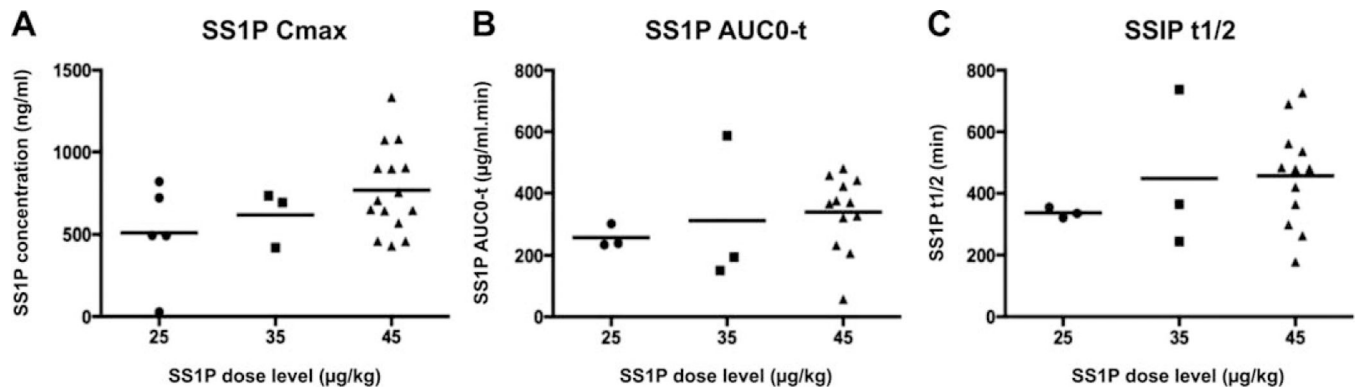 A
SS1P Cmax
SS1P concentration (ng/ml)
1500
1000
500
0
25
35
45
SS1P dose level (µg/kg)
B
SS1P AUC0-t
SS1P AUC0-t (µg/ml.min)
800
600
400
200
0
25
35
45
SS1P dose level (µg/kg)
C
SSIP t1/2
SS1P t1/2 (min)
800
600
400
200
0
25
35
45
SS1P dose level (µg/kg)